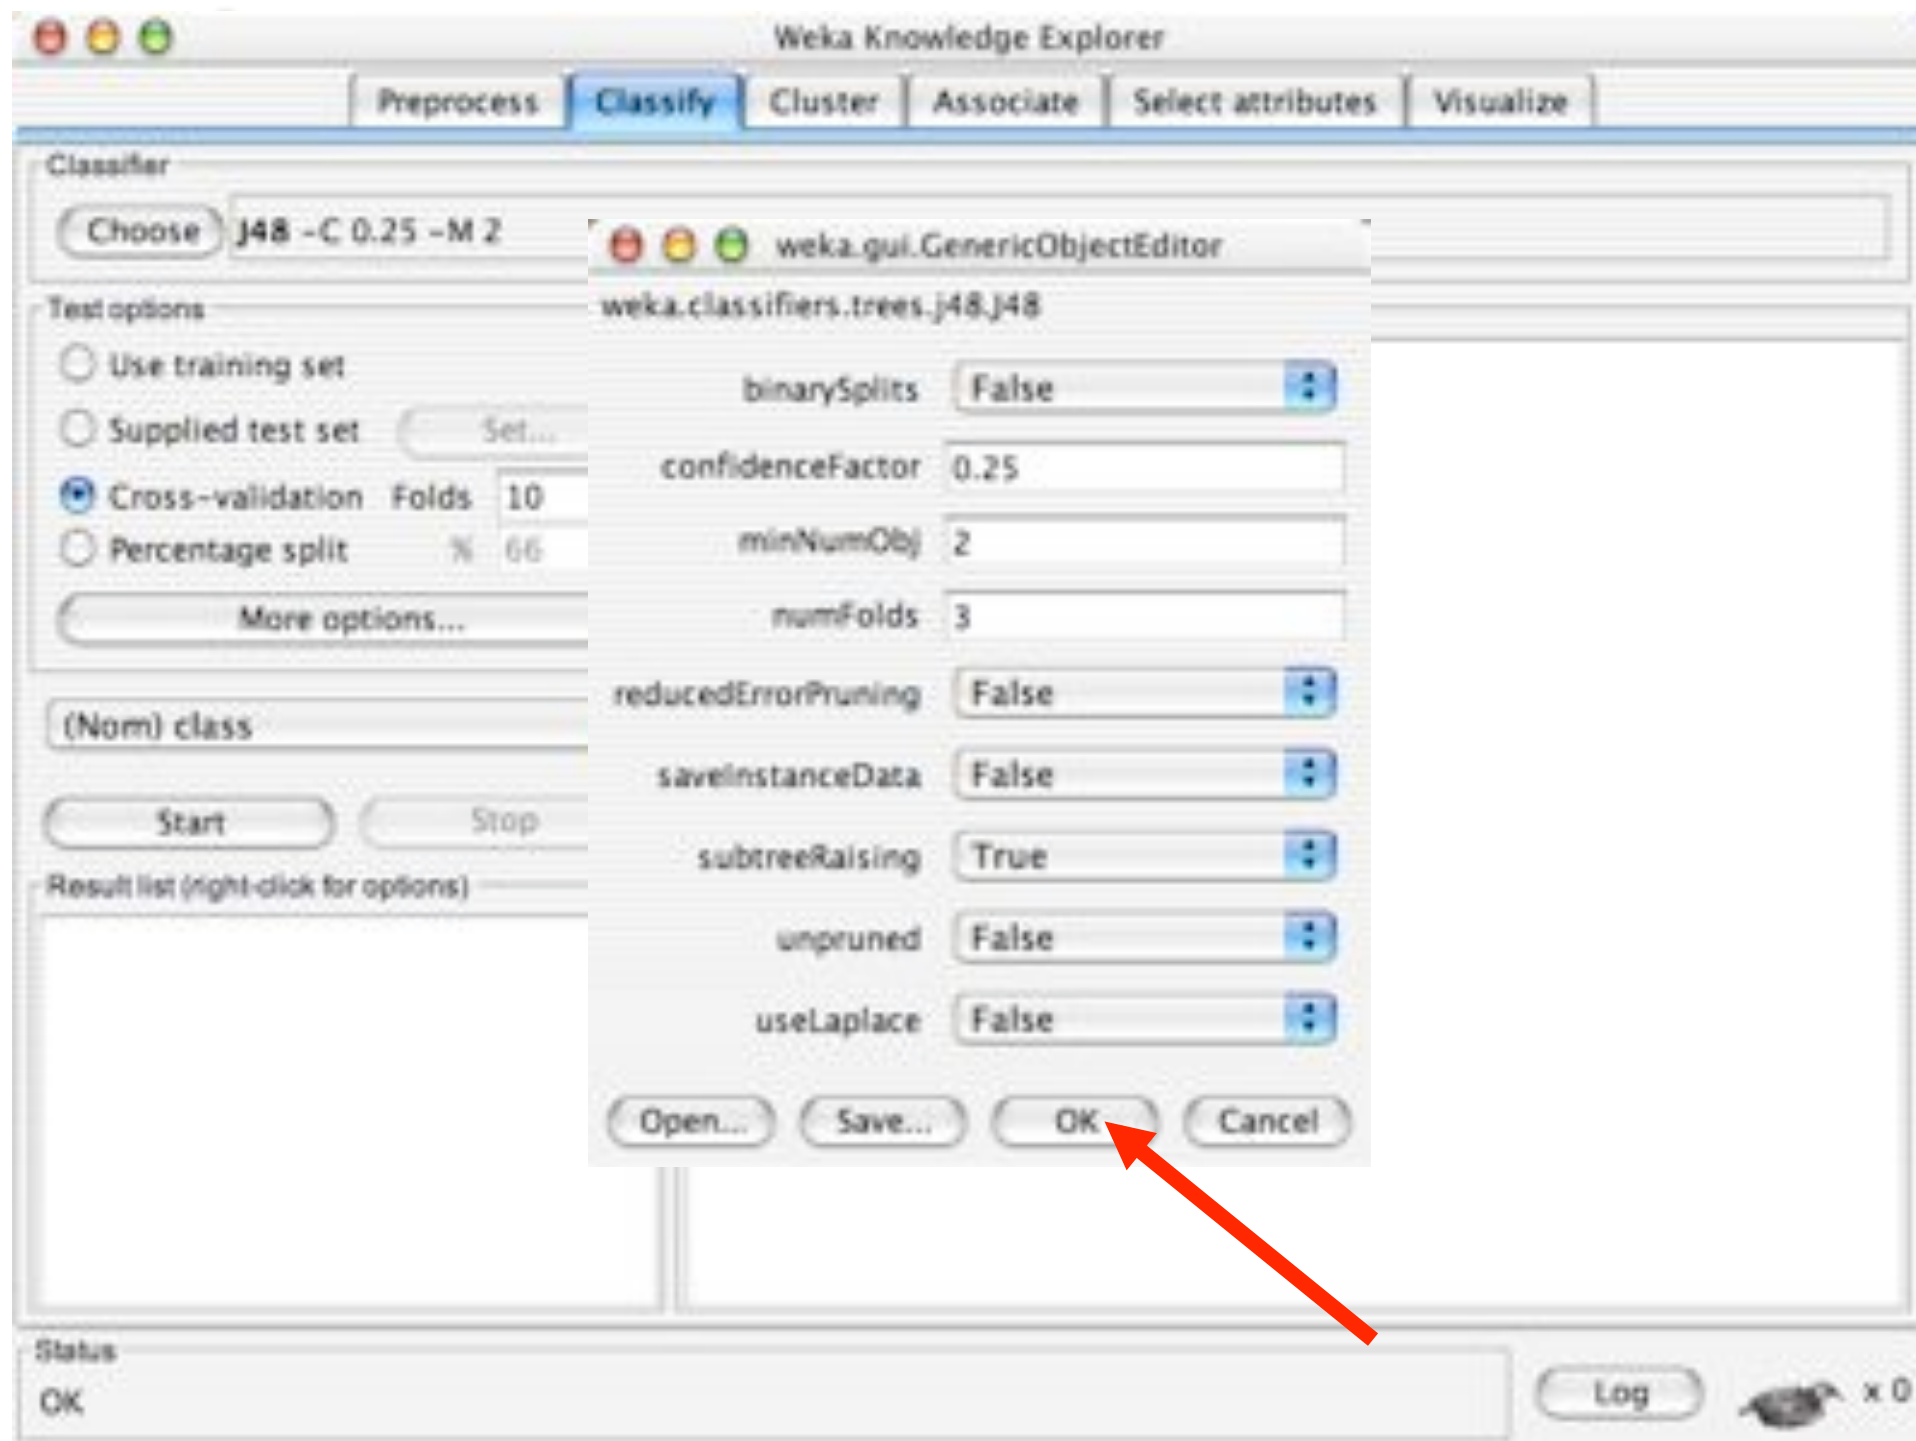 Weka Knowledge Explorer
Preprocess Classify Cluster Associate Select attributes Visualize
Classifier
Choose J48 -C 0.25 -M 2
Test options
Use training set
Supplied test set Set...
Cross-validation Folds 10
Percentage split % 66
More options...
(Nom) class
Start Stop
Result list (right-click for options)
weka.gui.GenericObjectEditor
weka.classifiers.trees.j48.J48
binarySplits False
confidenceFactor 0.25
minNumObj 2
numFolds 3
reducedErrorPruning False
saveInstanceData False
subtreeRaising True
unpruned False
useLaplace False
Open... Save... OK Cancel
Status
OK
Log x 0